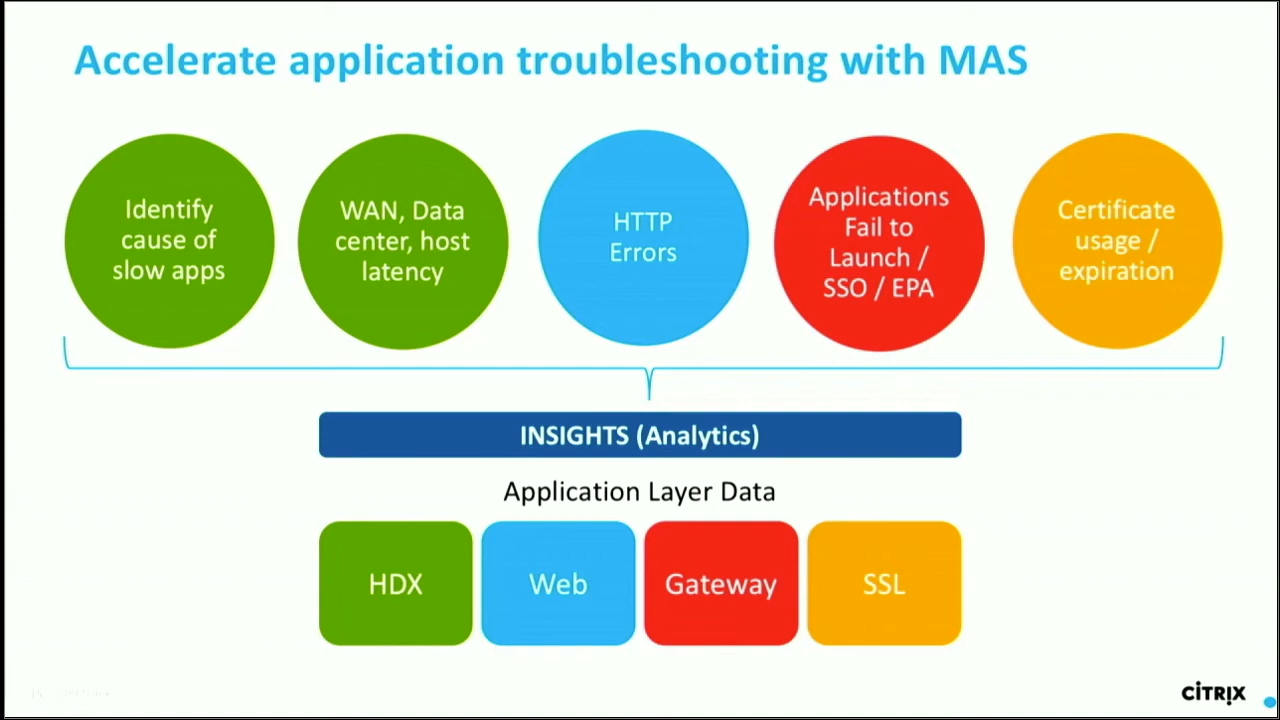 Accelerate application troubleshooting with MAS
Identify
cause of
slow apps
WAN, Data
center, host
latency
HTTP
Errors
Applications
Fail to
Launch /
SSO / EPA
Certificate
usage /
expiration
INSIGHTS (Analytics)
Application Layer Data
HDX
Web
Gateway
SSL
CITRIX